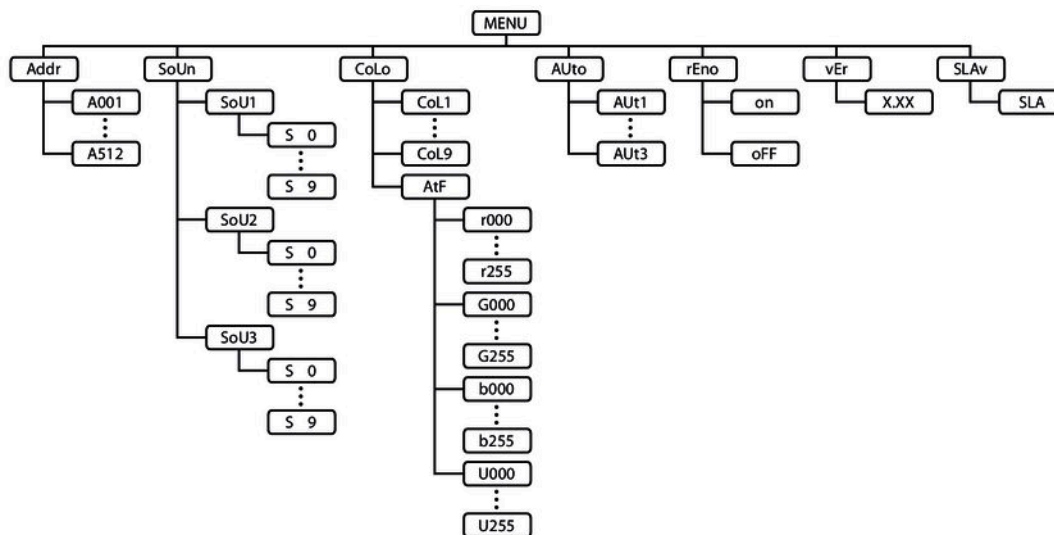 MENU
Addr
SoUn
CoLo
AUto
rEno
vEr
SLAv
A001
A512
SoU1
S 0
S 9
SoU2
S 0
S 9
SoU3
S 0
S 9
CoL1
CoL9
AtF
r000
r255
G000
G255
b000
b255
U000
U255
AUt1
AUt3
on
oFF
X.XX
SLA